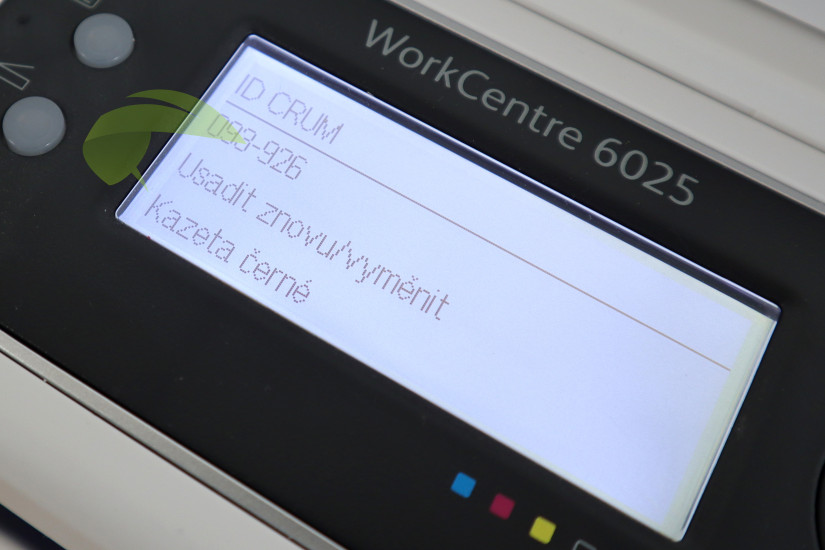 WorkCentre 6025
ID CRUM
093-926
Usadit znovu/vyměnit
Kazeta černé